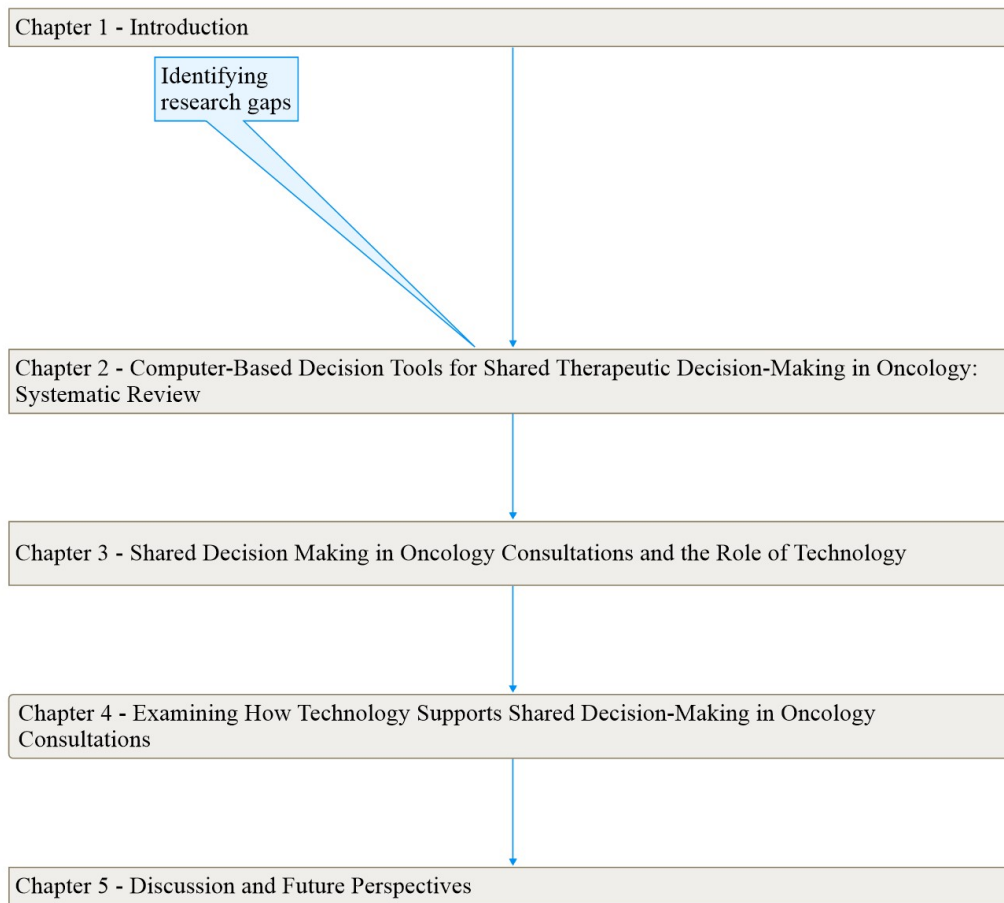 Chapter 1 - Introduction
Identifying
research gaps
Chapter 2 - Computer-Based Decision Tools for Shared Therapeutic Decision-Making in Oncology:
Systematic Review
Chapter 3 - Shared Decision Making in Oncology Consultations and the Role of Technology
Chapter 4 - Examining How Technology Supports Shared Decision-Making in Oncology
Consultations
Chapter 5 - Discussion and Future Perspectives